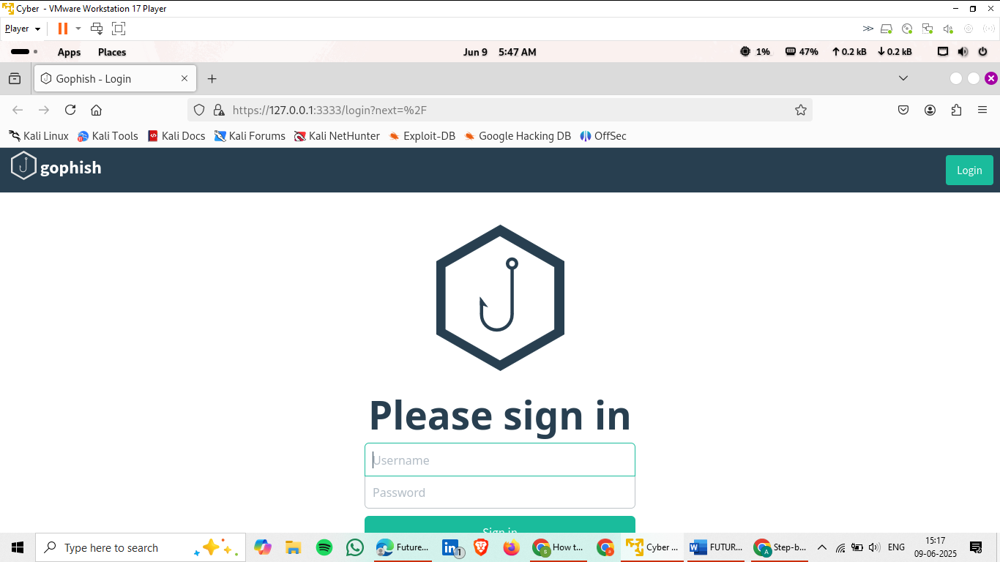 Cyber - VMware Workstation 17 Player
Player
Apps Places Jun 9 5:47 AM 1% 47% 0.2 kB 0.2 kB
Gophish - Login
https://127.0.0.1:3333/login?next=%2F
Kali Linux Kali Tools Kali Docs Kali Forums Kali NetHunter Exploit-DB Google Hacking DB OffSec
gophish Login
Please sign in
Username
Password
Sign in
Type here to search Future... 1 How t... Cyber ... FUTUR... Step-b... ENG 15:17
09-06-2025